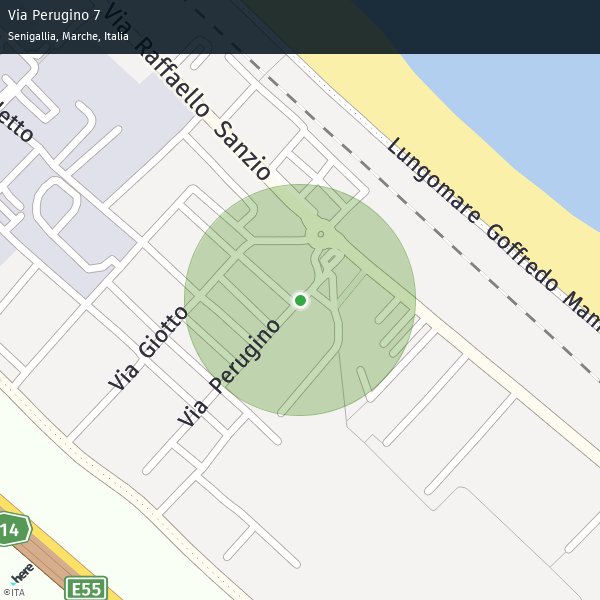 Via Perugino 7
Senigallia, Marche, Italia
Via Raffaello Sanzio
etto
Lungomare Goffredo Mam
Via Giotto
Via Perugino
14
E55
here
©ITA